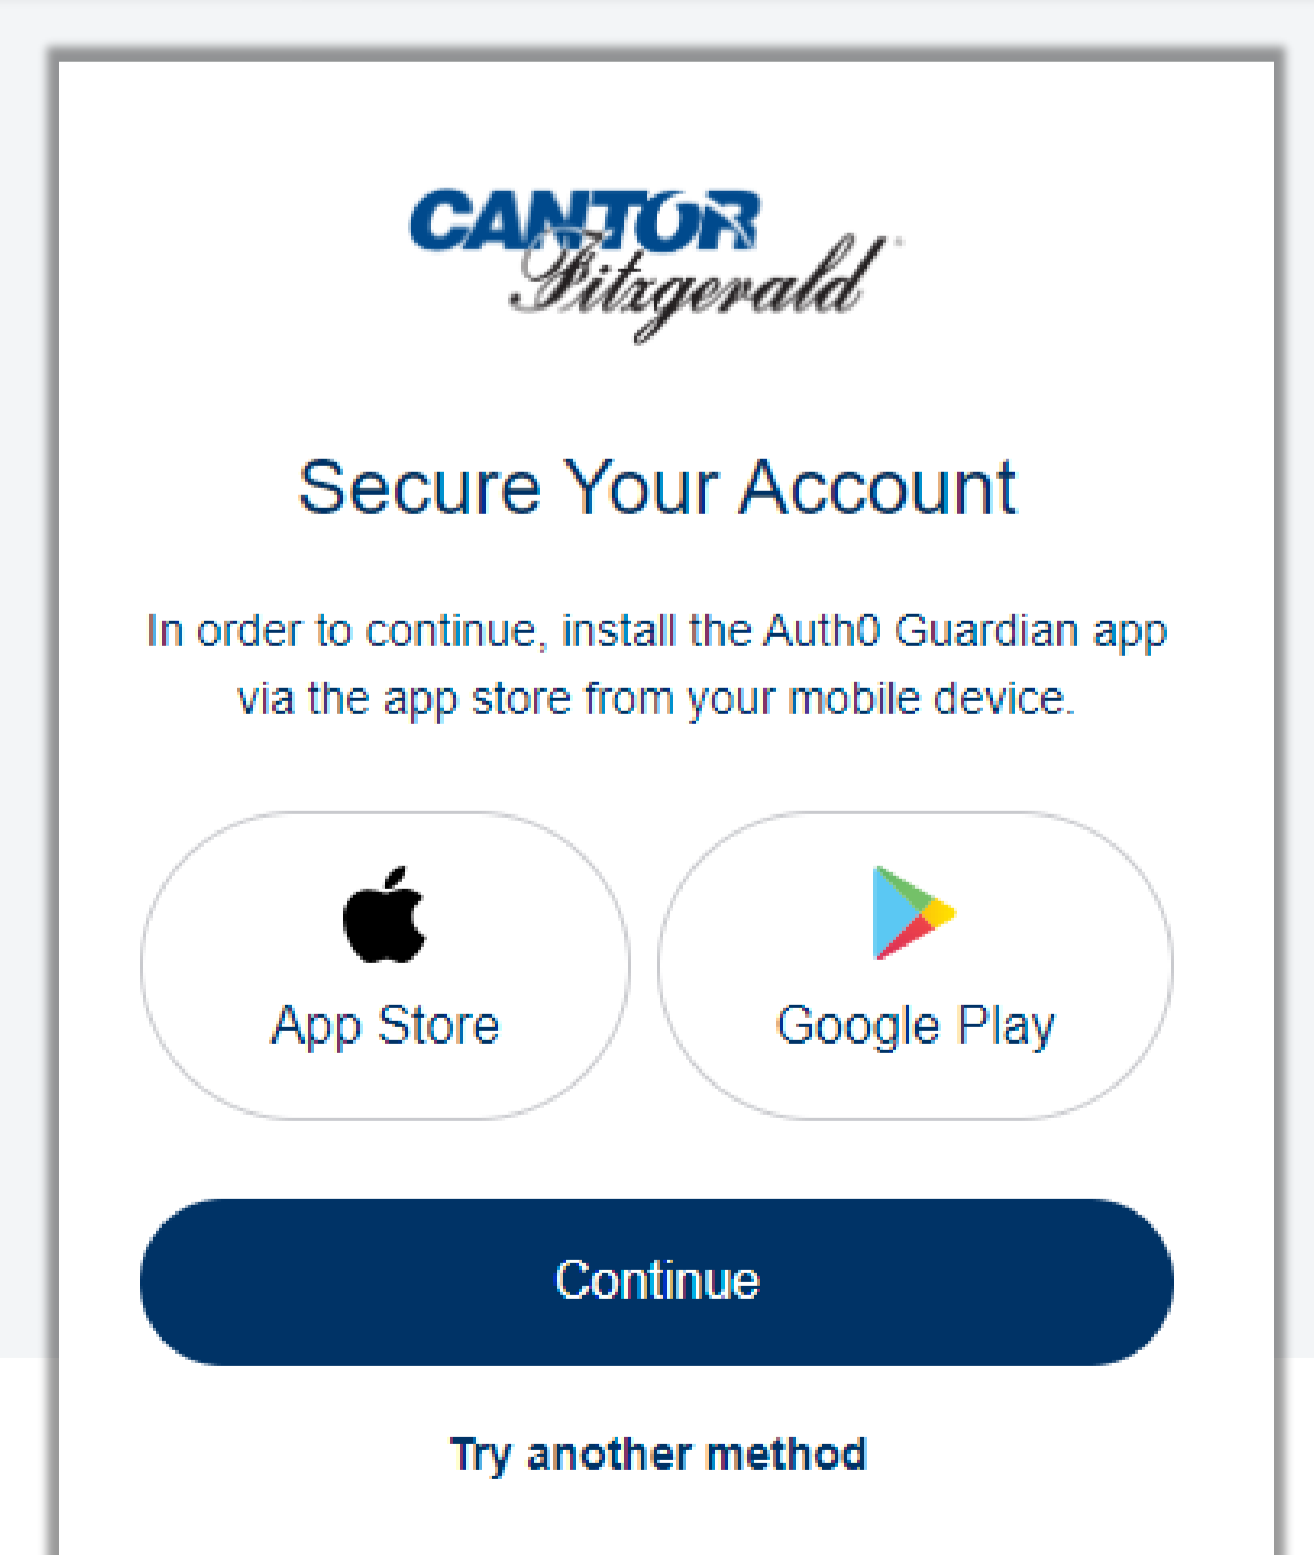 CANTOR
Fitzgerald
Secure Your Account
In order to continue, install the Auth0 Guardian app
via the app store from your mobile device.
App Store
Google Play
Continue
Try another method